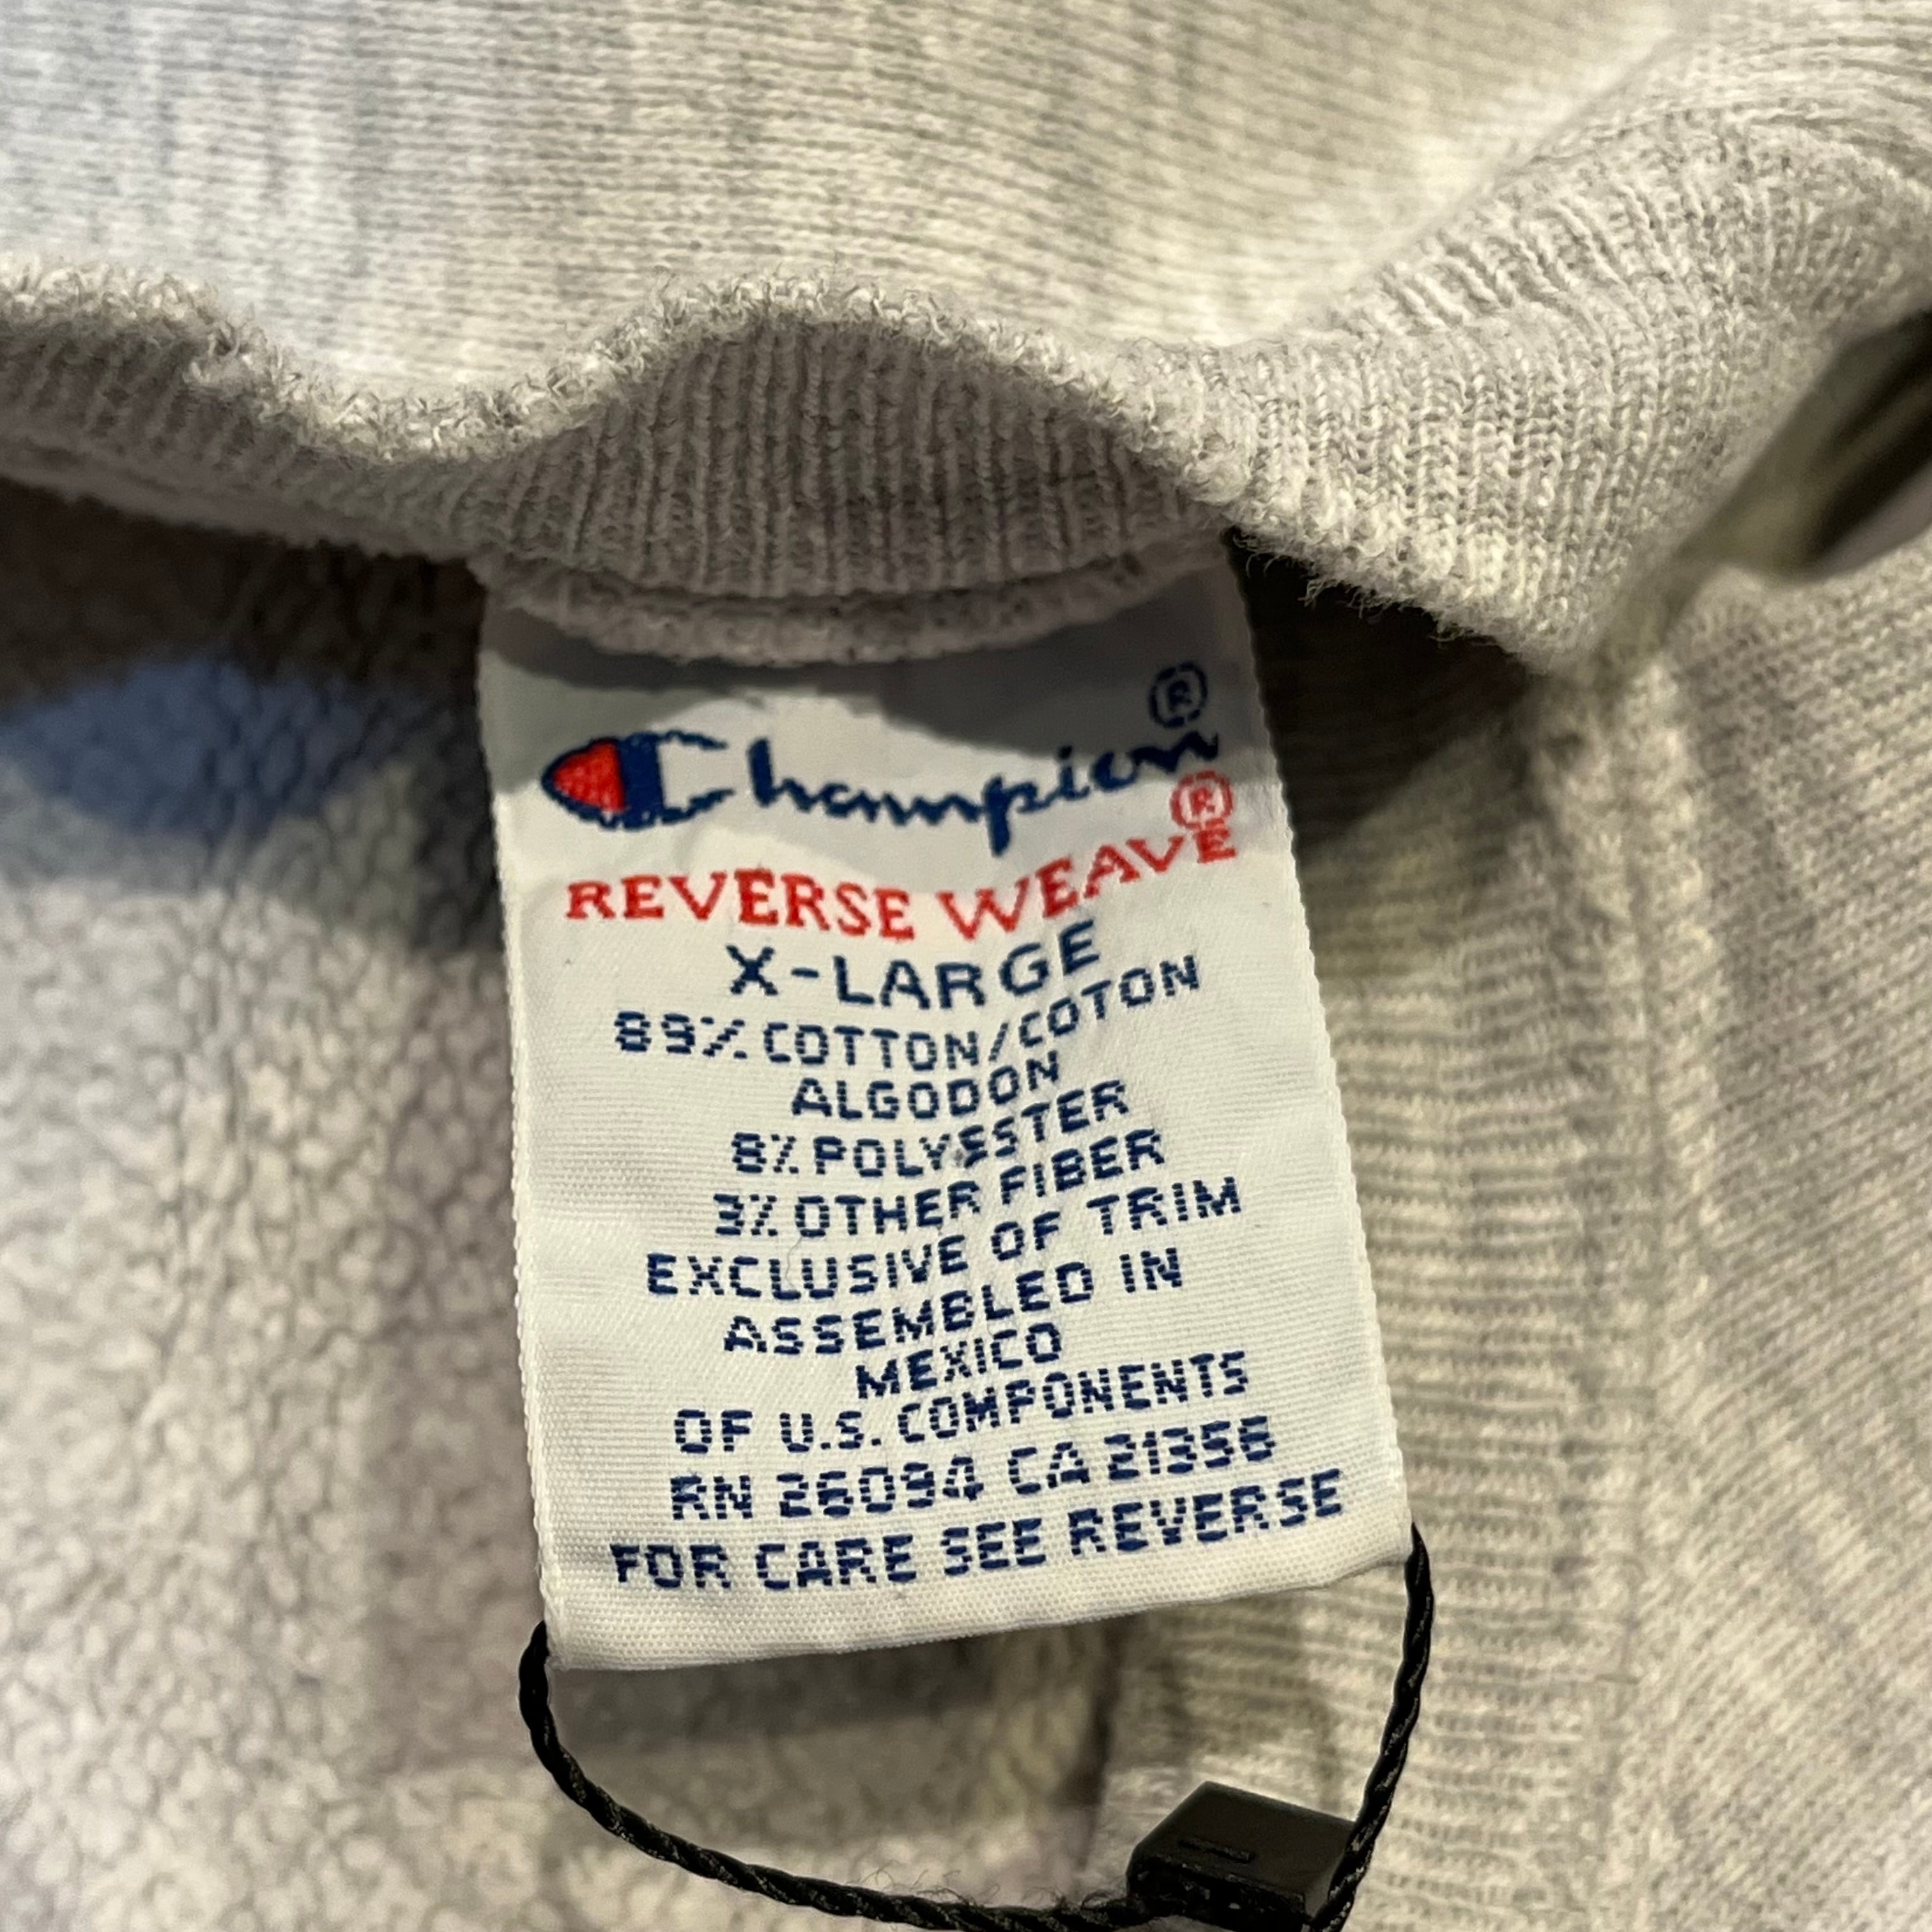 Champion®
REVERSE WEAVE®
X-LARGE
89% COTTON/COTON
ALGODON
8% POLYESTER
3% OTHER FIBER
EXCLUSIVE OF TRIM
ASSEMBLED IN
MEXICO
OF U.S. COMPONENTS
RN 26094 CA 21356
FOR CARE SEE REVERSE